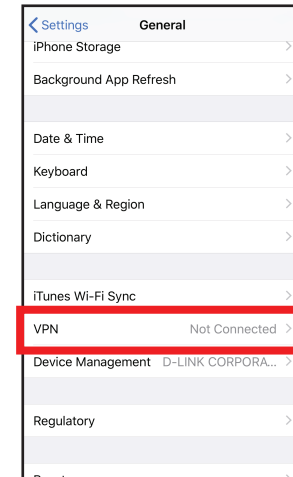 Settings General
iPhone Storage
Background App Refresh
Date & Time
Keyboard
Language & Region
Dictionary
iTunes Wi-Fi Sync
VPN Not Connected
Device Management D-LINK CORPORA...
Regulatory